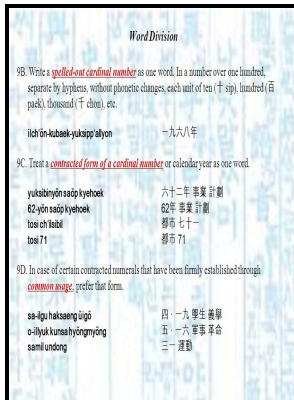 Word Division
9B. Write a spelled-out cardinal number as one word. In a number over one hundred,
separate by hyphens, without phonetic changes, each unit of ten (十 sip), hundred (百
paek), thousand (千 chon), etc.
ilch'ŏn-kubaek-yuksipp'allyon 一九六八年
9C. Treat a contracted form of a cardinal number or calendar year as one word.
yuksibinyŏn saŏp kyehoek 六十二年 事業 計劃
62-yŏn saŏp kyehoek 62年 事業 計劃
tosi ch'ilsibil 都市 七十一
tosi 71 都市 71
9D. In case of certain contracted numerals that have been firmly established through
common usage, prefer that form.
sa-ilgu haksaeng ŭigŏ 四·一九 學生 義擧
o-illyuk kunsa hyŏngmyŏng 五·一六 軍事 革命
samil undong 三一 運動